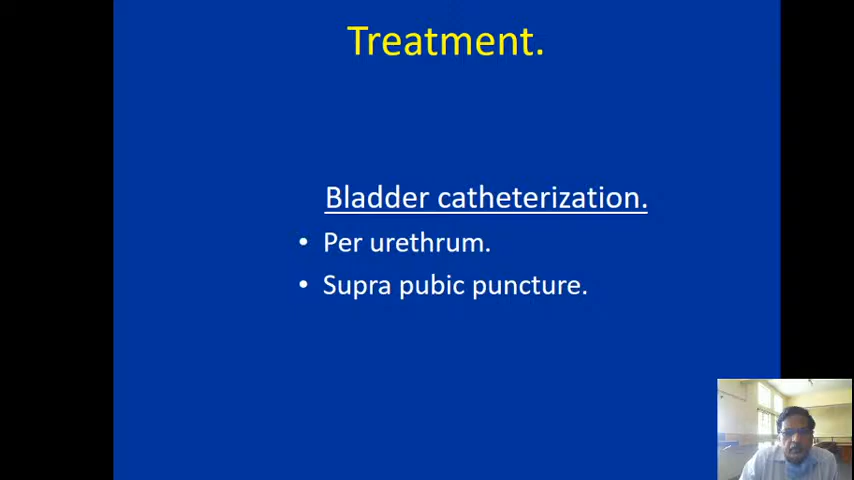 Treatment.
Bladder catheterization.
• Per urethrum.
• Supra pubic puncture.